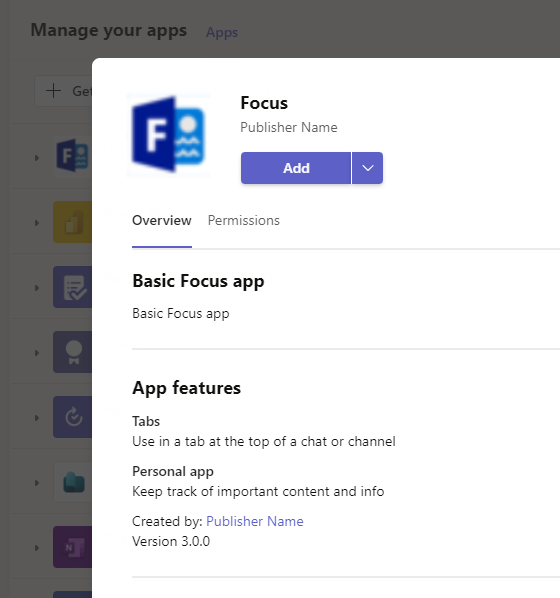 Manage your apps Apps
Get
F
Focus
Publisher Name
Add
Overview Permissions
Basic Focus app
Basic Focus app
App features
Tabs
Use in a tab at the top of a chat or channel
Personal app
Keep track of important content and info
Created by: Publisher Name
Version 3.0.0
N